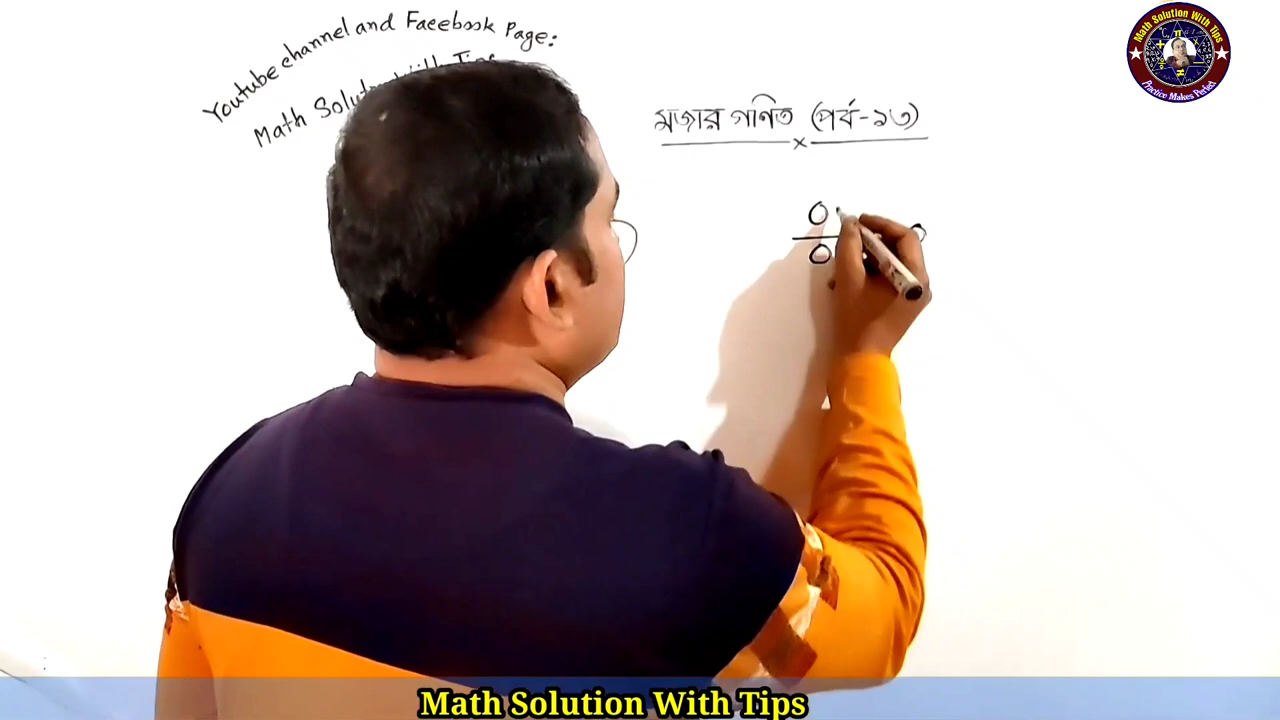 Youtube channel and Facebook Page:
Math
মজার গণিত (পর্ব-১৩)
x
0
0
Math Solution With Tips
Practice Makes Perfect
Math Solution With Tips